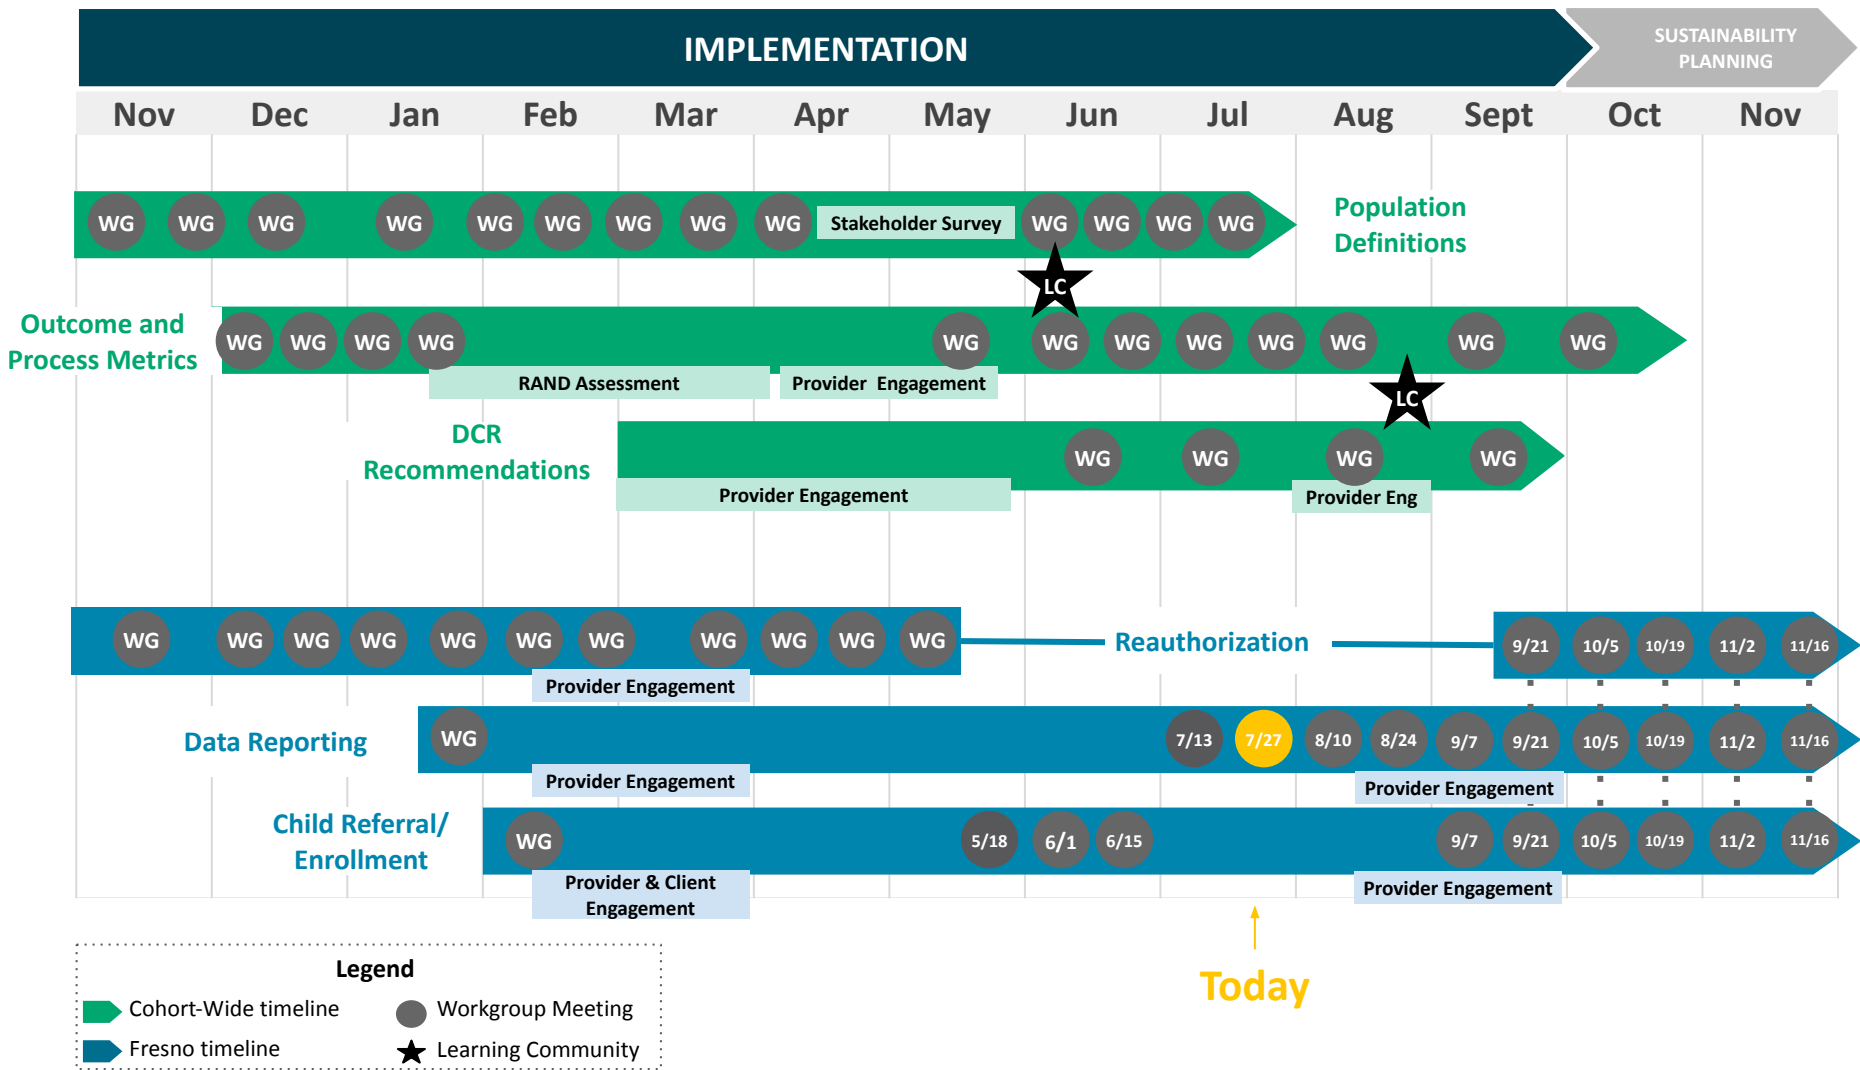 IMPLEMENTATION
SUSTAINABILITY
PLANNING
Nov Dec Jan Feb Mar Apr May Jun Jul Aug Sept Oct Nov
WG WG WG WG WG WG WG WG WG Stakeholder Survey WG WG WG WG
Population
Definitions
LC
Outcome and
Process Metrics
WG WG WG WG WG WG WG WG WG WG WG WG
RAND Assessment
Provider Engagement
LC
DCR
Recommendations
WG WG WG WG
Provider Engagement
Provider Eng
WG WG WG WG WG WG WG WG WG WG WG
Reauthorization
9/21 10/5 10/19 11/2 11/16
Provider Engagement
Data Reporting
WG 7/13 7/27 8/10 8/24 9/7 9/21 10/5 10/19 11/2 11/16
Provider Engagement
Provider Engagement
Child Referral/
Enrollment
WG 5/18 6/1 6/15 9/7 9/21 10/5 10/19 11/2 11/16
Provider & Client
Engagement
Provider Engagement
Today
Legend
Cohort-Wide timeline
Workgroup Meeting
Fresno timeline
Learning Community